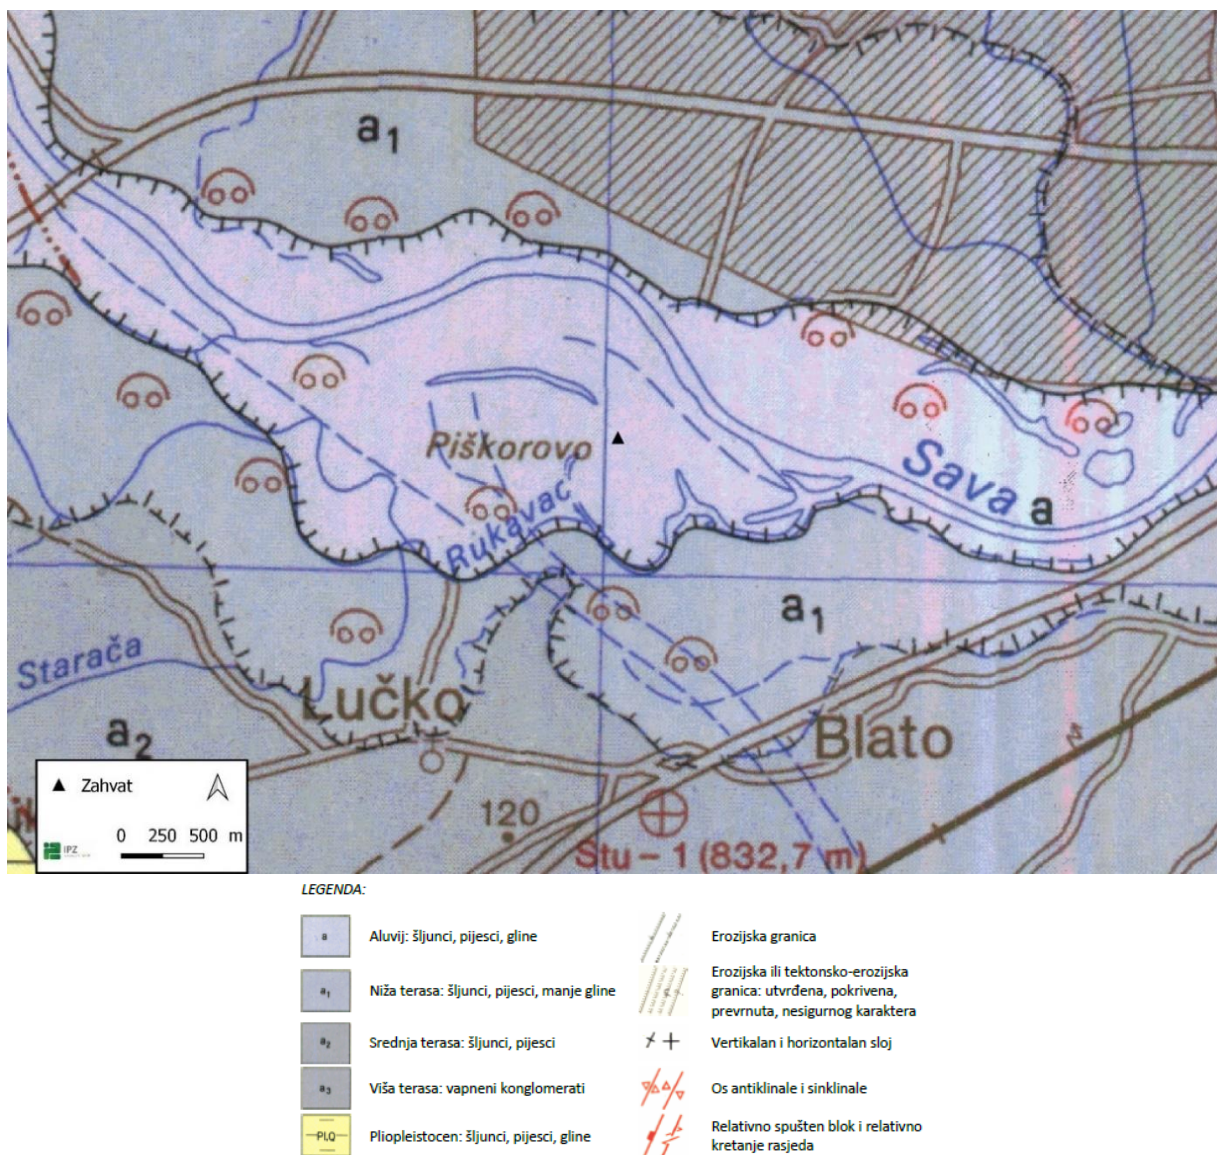 a1
Piškorovo
Rukavac
Sava
a
a1
Starača
Lučko
a2
Blato
120
Stu – 1 (832,7 m)
Zahvat
0 250 500 m
IPZ
LEGENDA:
a Aluvij: šljunci, pijesci, gline
a1 Niža terasa: šljunci, pijesci, manje gline
a2 Srednja terasa: šljunci, pijesci
a3 Viša terasa: vapneni konglomerati
Pl,Q Pliopleistocen: šljunci, pijesci, gline
Erozijska granica
Erozijska ili tektonsko-erozijska
granica: utvrđena, pokrivena,
prevrnuta, nesigurnog karaktera
Vertikalan i horizontalan sloj
Os antiklinale i sinklinale
Relativno spušten blok i relativno
kretanje rasjeda